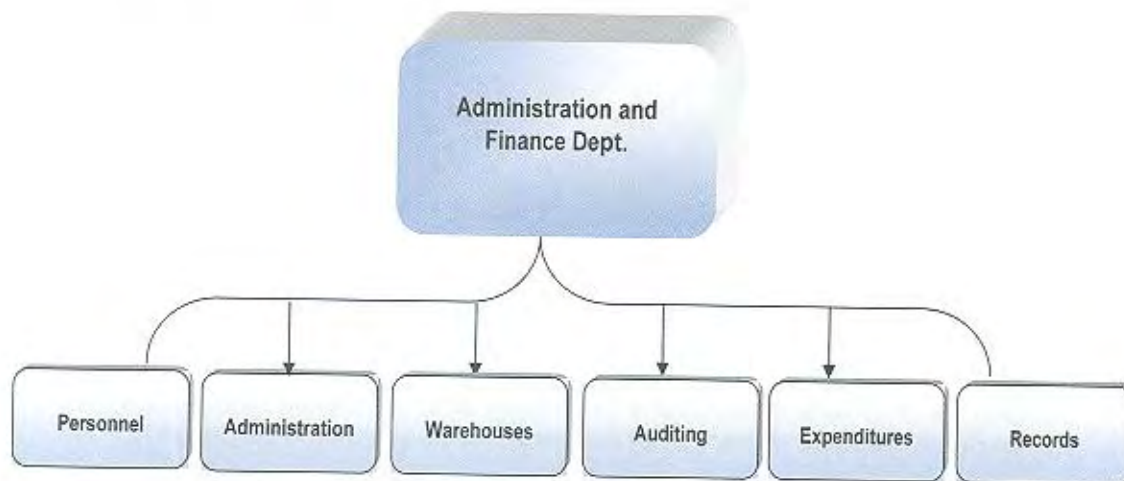 Administration and
Finance Dept.
Personnel
Administration
Warehouses
Auditing
Expenditures
Records